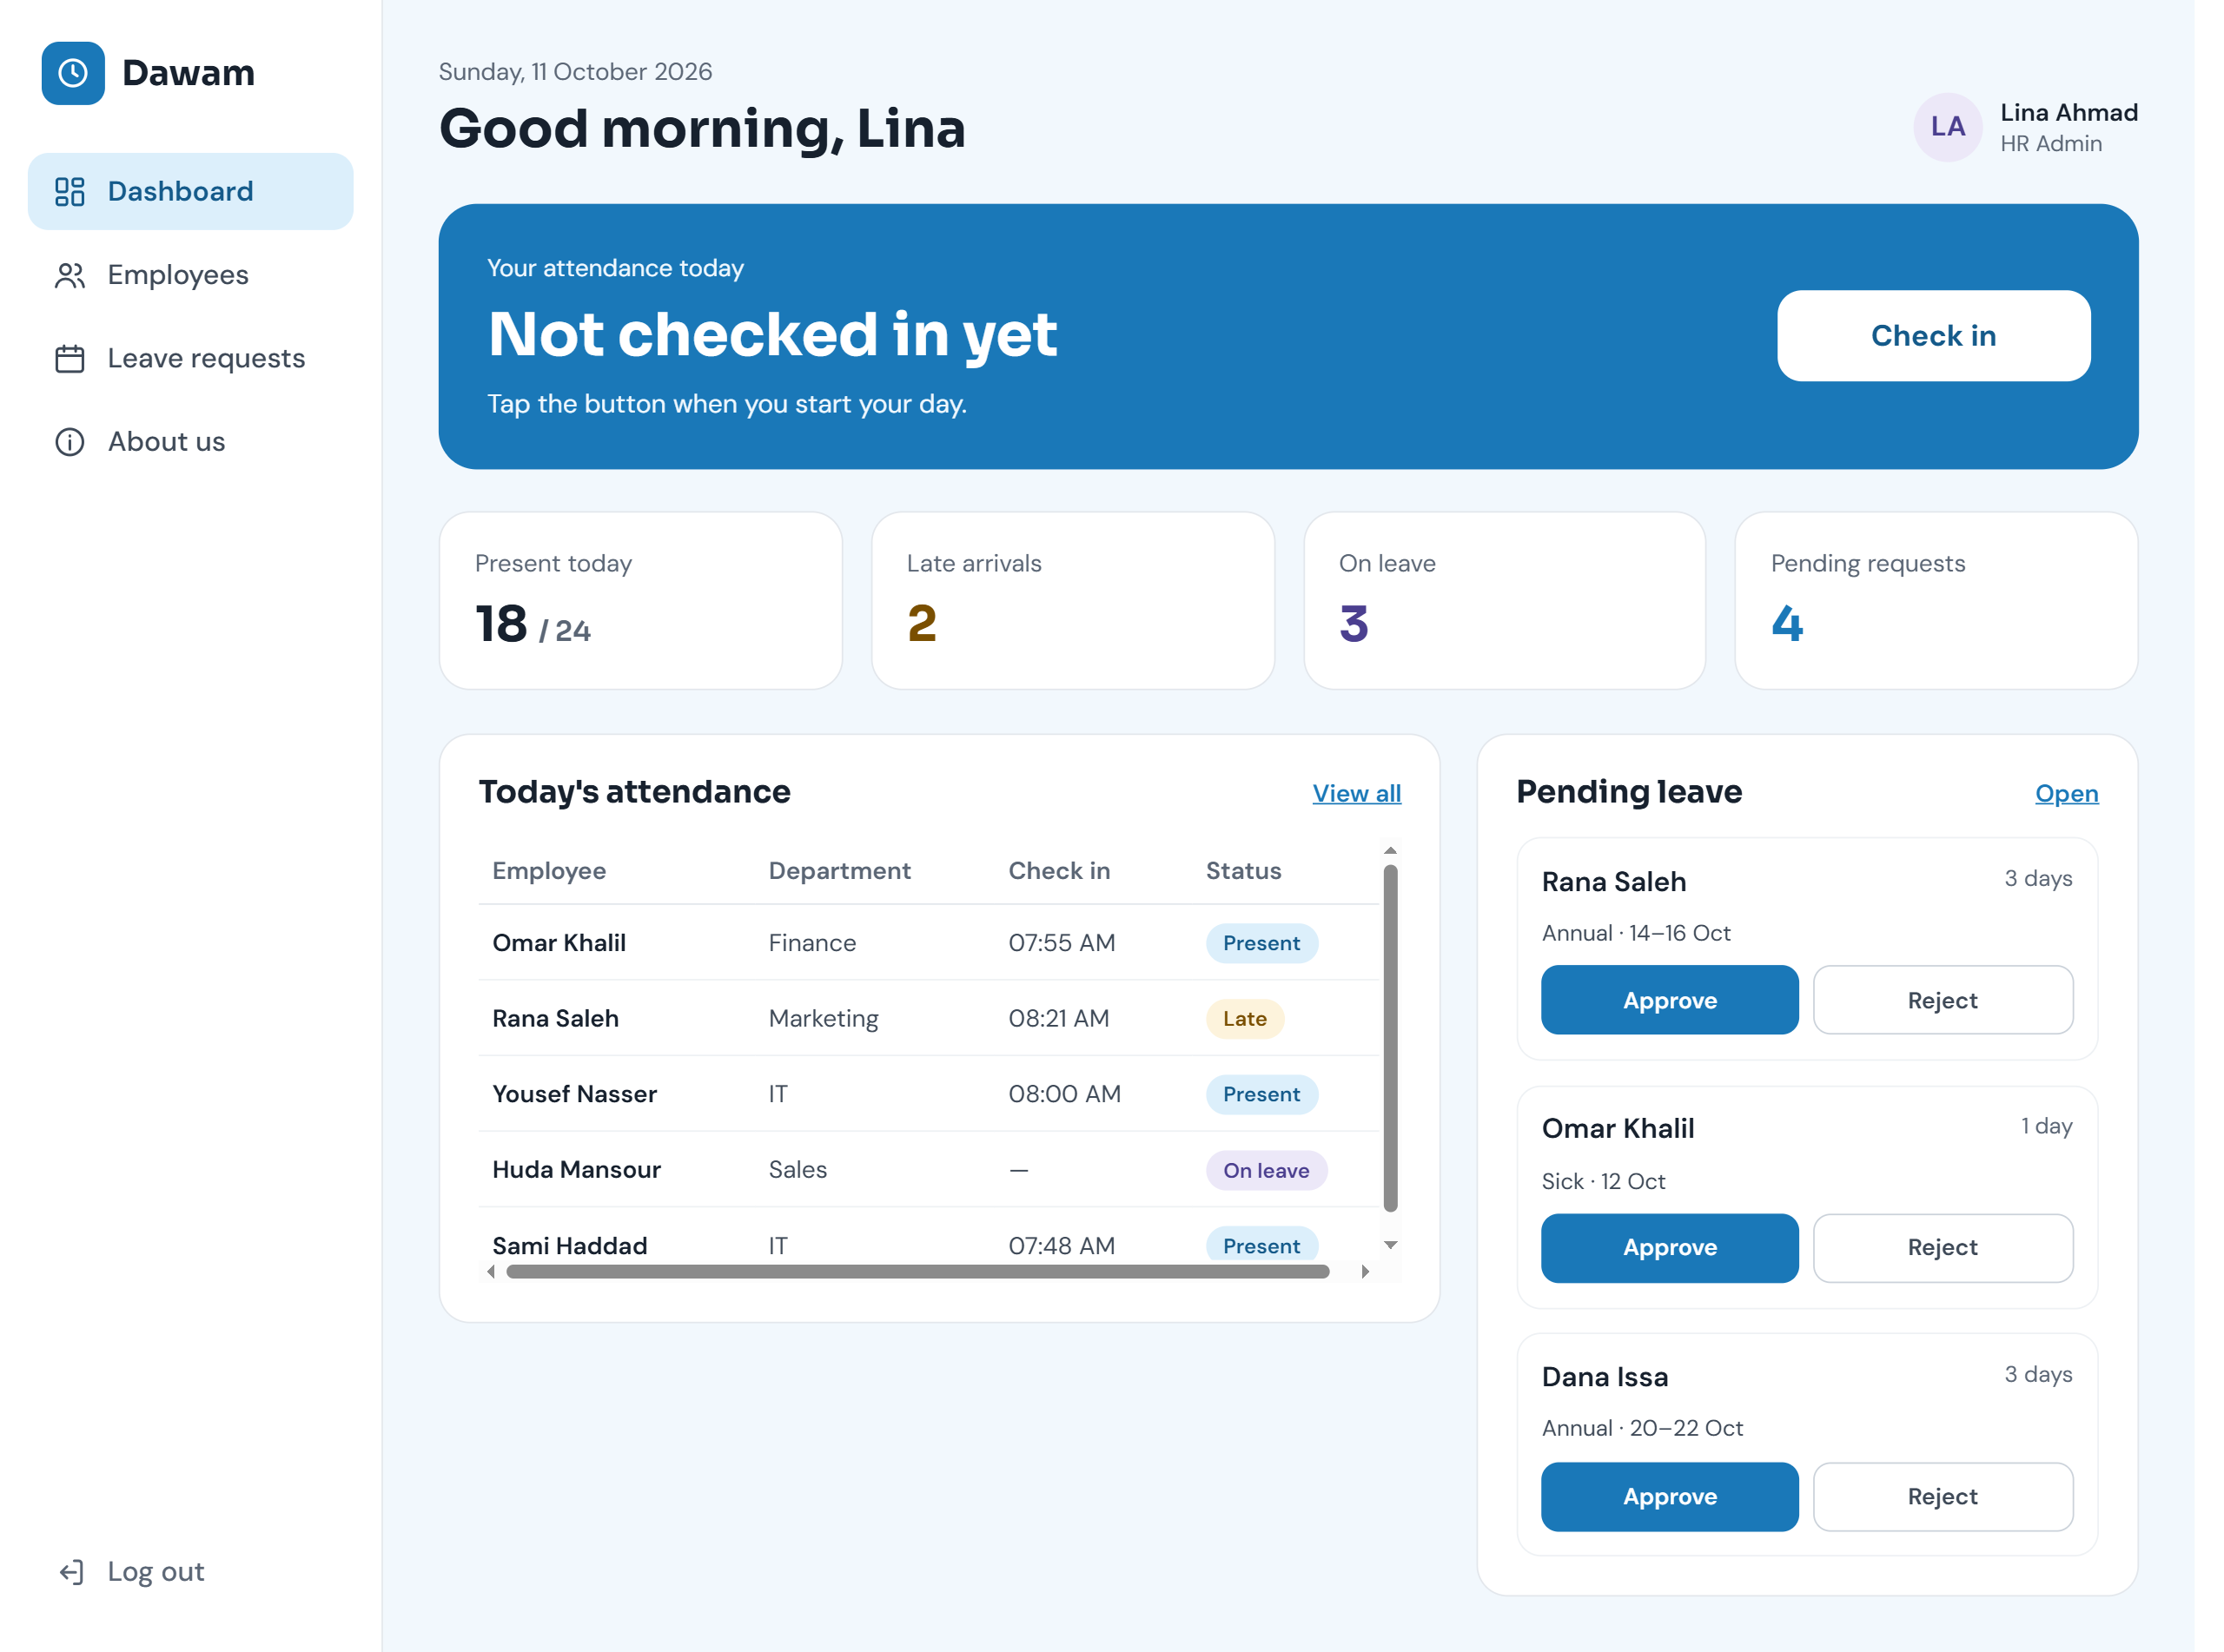 Dawam
Dashboard
Employees
Leave requests
About us
Log out
Sunday, 11 October 2026
Good morning, Lina
LA
Lina Ahmad
HR Admin
Your attendance today
Not checked in yet
Tap the button when you start your day.
Check in
Present today
18 / 24
Late arrivals
2
On leave
3
Pending requests
4
Today's attendance
View all
Employee Department Check in Status
Omar Khalil Finance 07:55 AM Present
Rana Saleh Marketing 08:21 AM Late
Yousef Nasser IT 08:00 AM Present
Huda Mansour Sales — On leave
Sami Haddad IT 07:48 AM Present
Pending leave
Open
Rana Saleh 3 days
Annual · 14–16 Oct
Approve Reject
Omar Khalil 1 day
Sick · 12 Oct
Approve Reject
Dana Issa 3 days
Annual · 20–22 Oct
Approve Reject